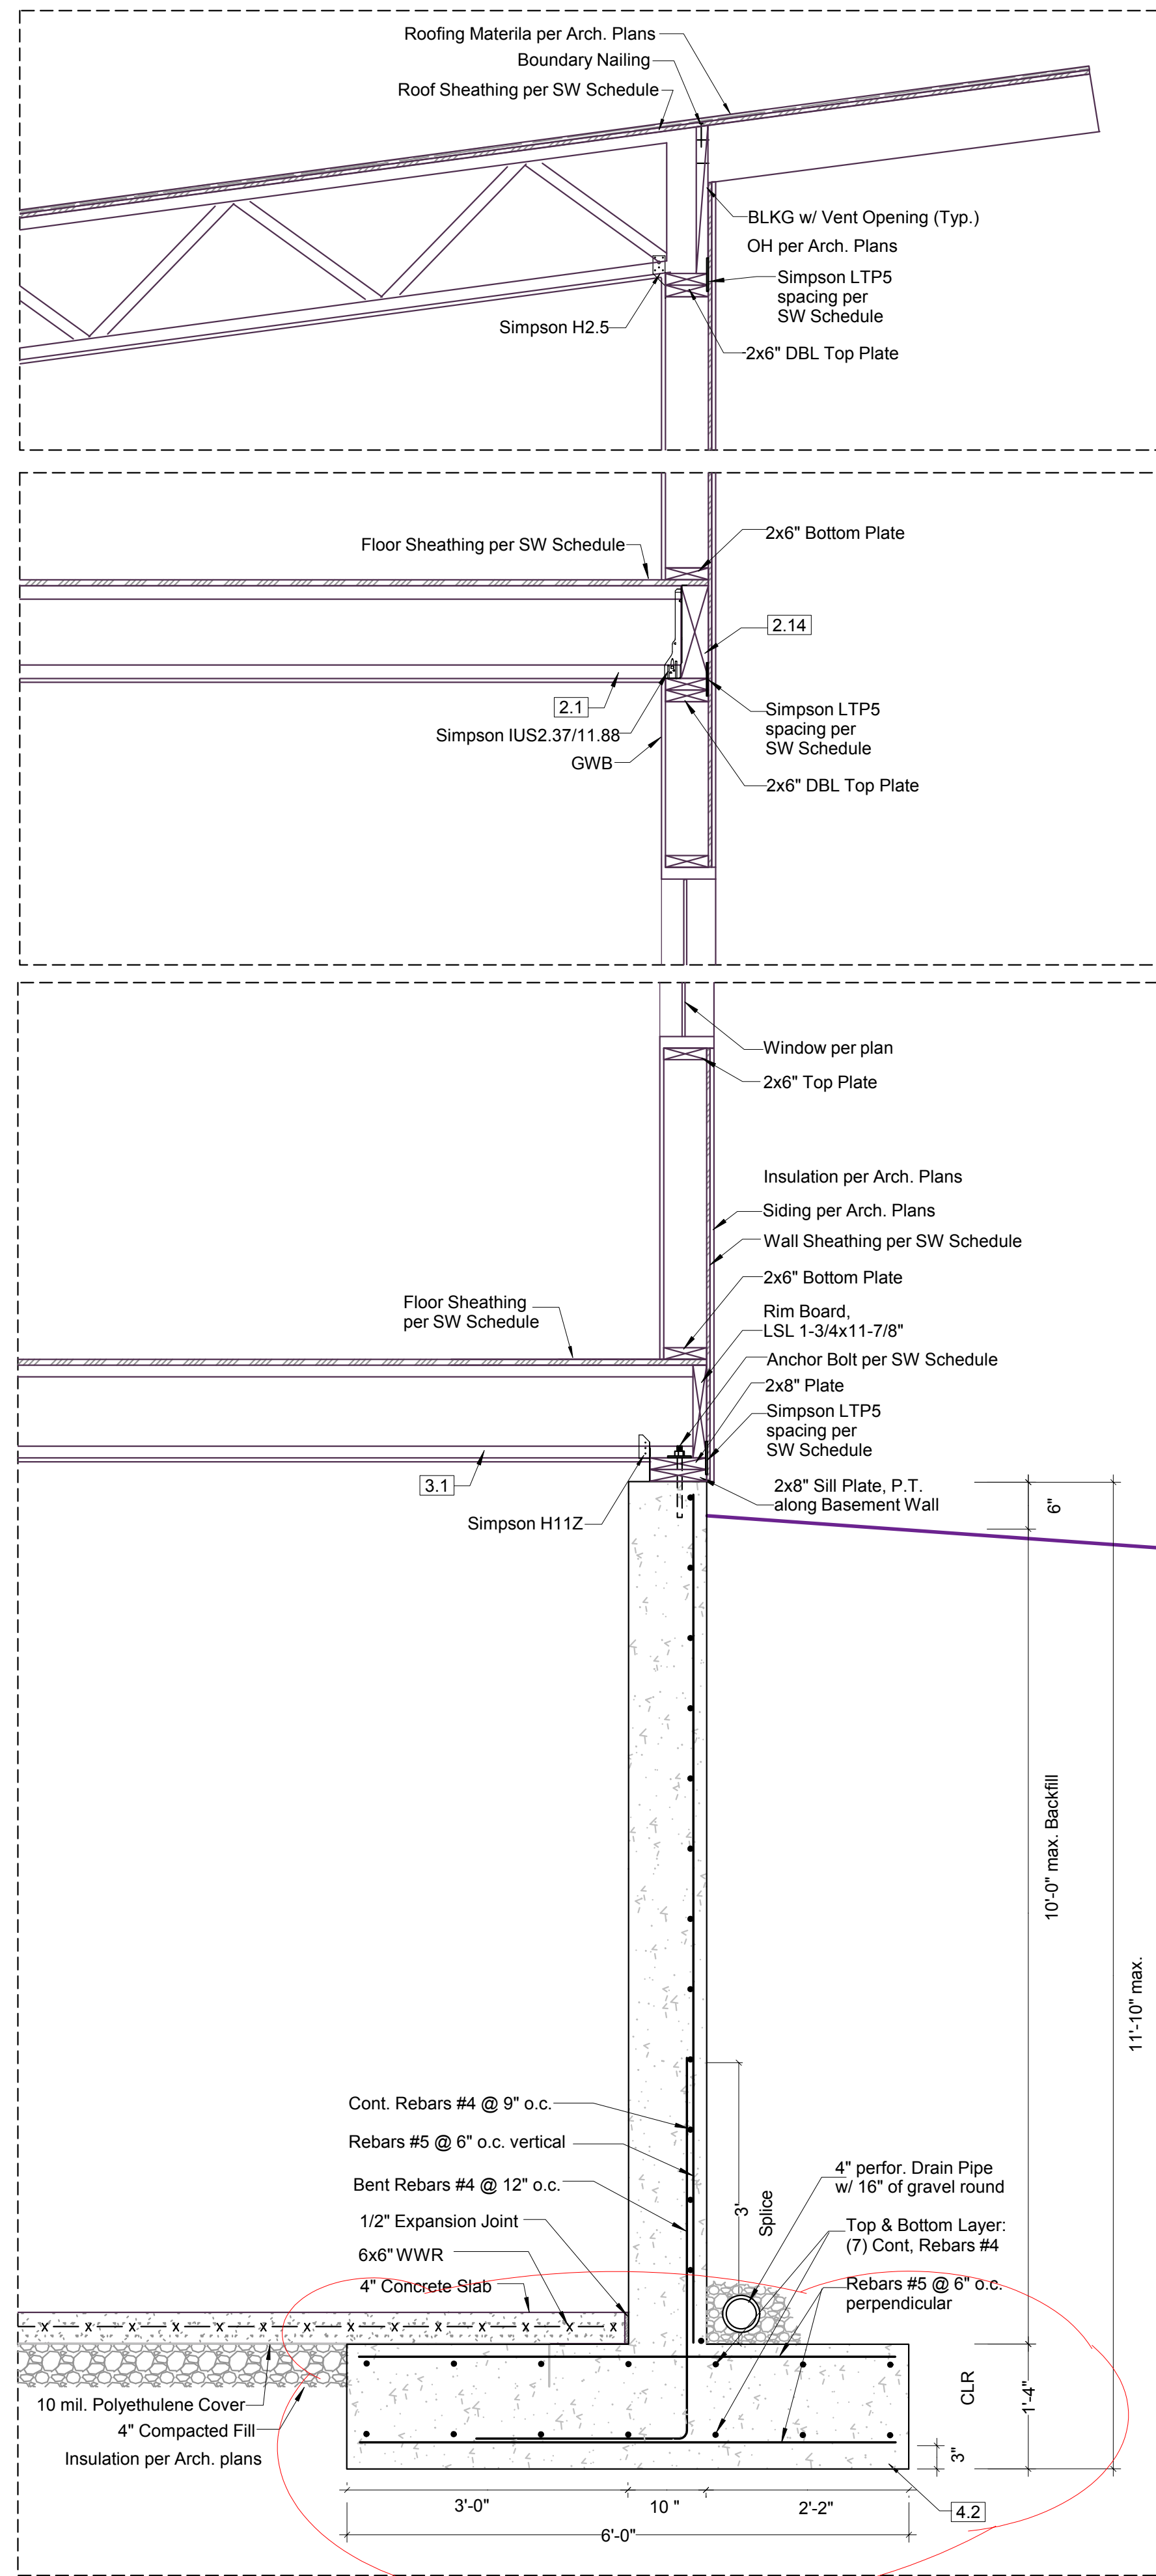 Roofing Materila per Arch. Plans
Boundary Nailing
Roof Sheathing per SW Schedule
BLKG w/ Vent Opening (Typ.)
OH per Arch. Plans
Simpson LTP5
spacing per
SW Schedule
Simpson H2.5
2x6" DBL Top Plate
2x6" Bottom Plate
Floor Sheathing per SW Schedule
2.14
2.1
Simpson LTP5
spacing per
SW Schedule
Simpson IUS2.37/11.88
GWB
2x6" DBL Top Plate
Window per plan
2x6" Top Plate
Insulation per Arch. Plans
Siding per Arch. Plans
Wall Sheathing per SW Schedule
2x6" Bottom Plate
Floor Sheathing
per SW Schedule
Rim Board,
LSL 1-3/4x11-7/8"
Anchor Bolt per SW Schedule
2x8" Plate
Simpson LTP5
spacing per
SW Schedule
3.1
2x8" Sill Plate, P.T.
along Basement Wall
6"
Simpson H11Z
10'-0" max. Backfill
11'-10" max.
Cont. Rebars #4 @ 9" o.c.
Rebars #5 @ 6" o.c. vertical
Bent Rebars #4 @ 12" o.c.
1/2" Expansion Joint
6x6" WWR
4" Concrete Slab
3'
Splice
4" perfor. Drain Pipe
w/ 16" of gravel round
Top & Bottom Layer:
(7) Cont, Rebars #4
Rebars #5 @ 6" o.c.
perpendicular
x x x x x x x x x x x x x x
10 mil. Polyethulene Cover
4" Compacted Fill
Insulation per Arch. plans
CLR
1'-4"
3"
3'-0"
10 "
2'-2"
4.2
6'-0"